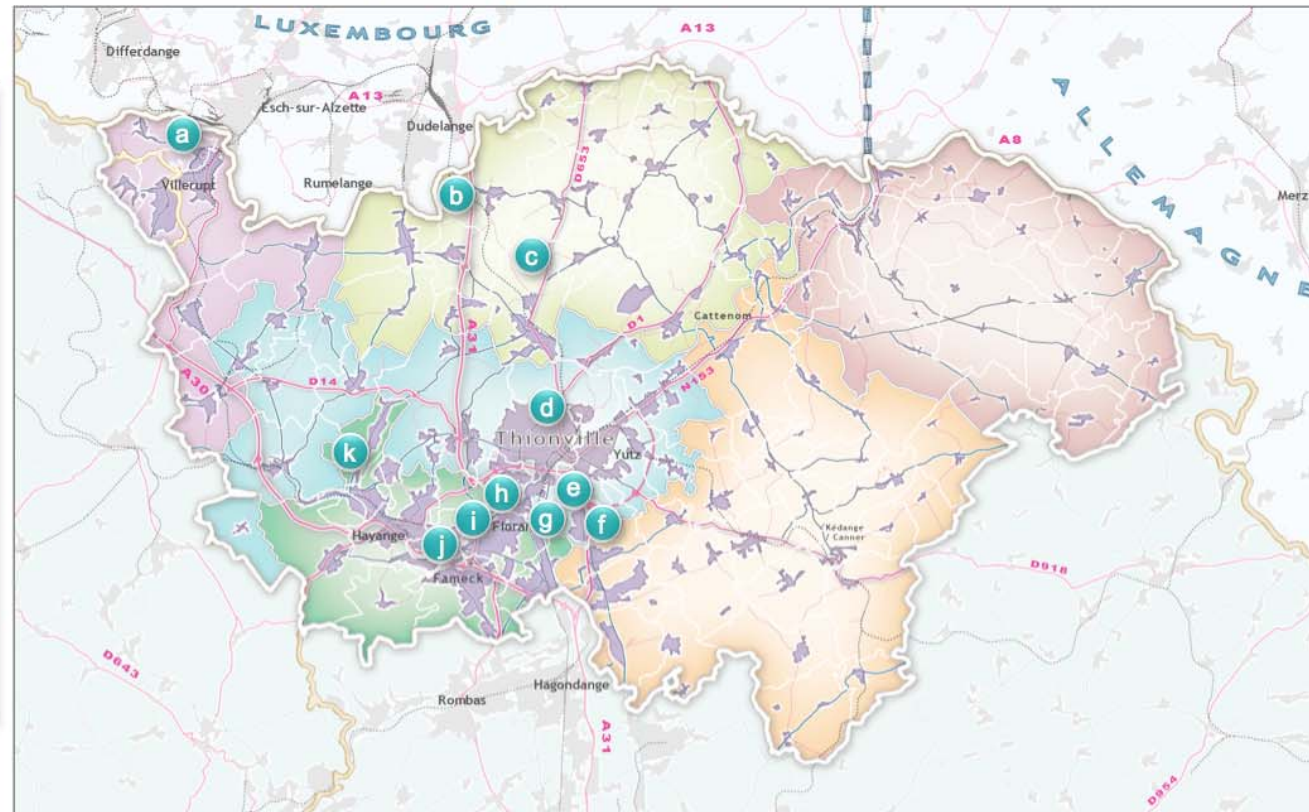 LUXEMBOURG
A13
Differdange
ALLEMAGNE
Esch-sur-Alzette
A13
Dudelange
a
A8
D653
Villerupt
Rumelange
b
Merz
c
Cattenom
D1
A31
A30
D14
N153
d
Thionville
k
Yutz
e
h
i
Floran
g
f
Hayange
j
Kédange
/ Canner
Fameck
D918
D643
Hagondange
Rombas
A31
D954